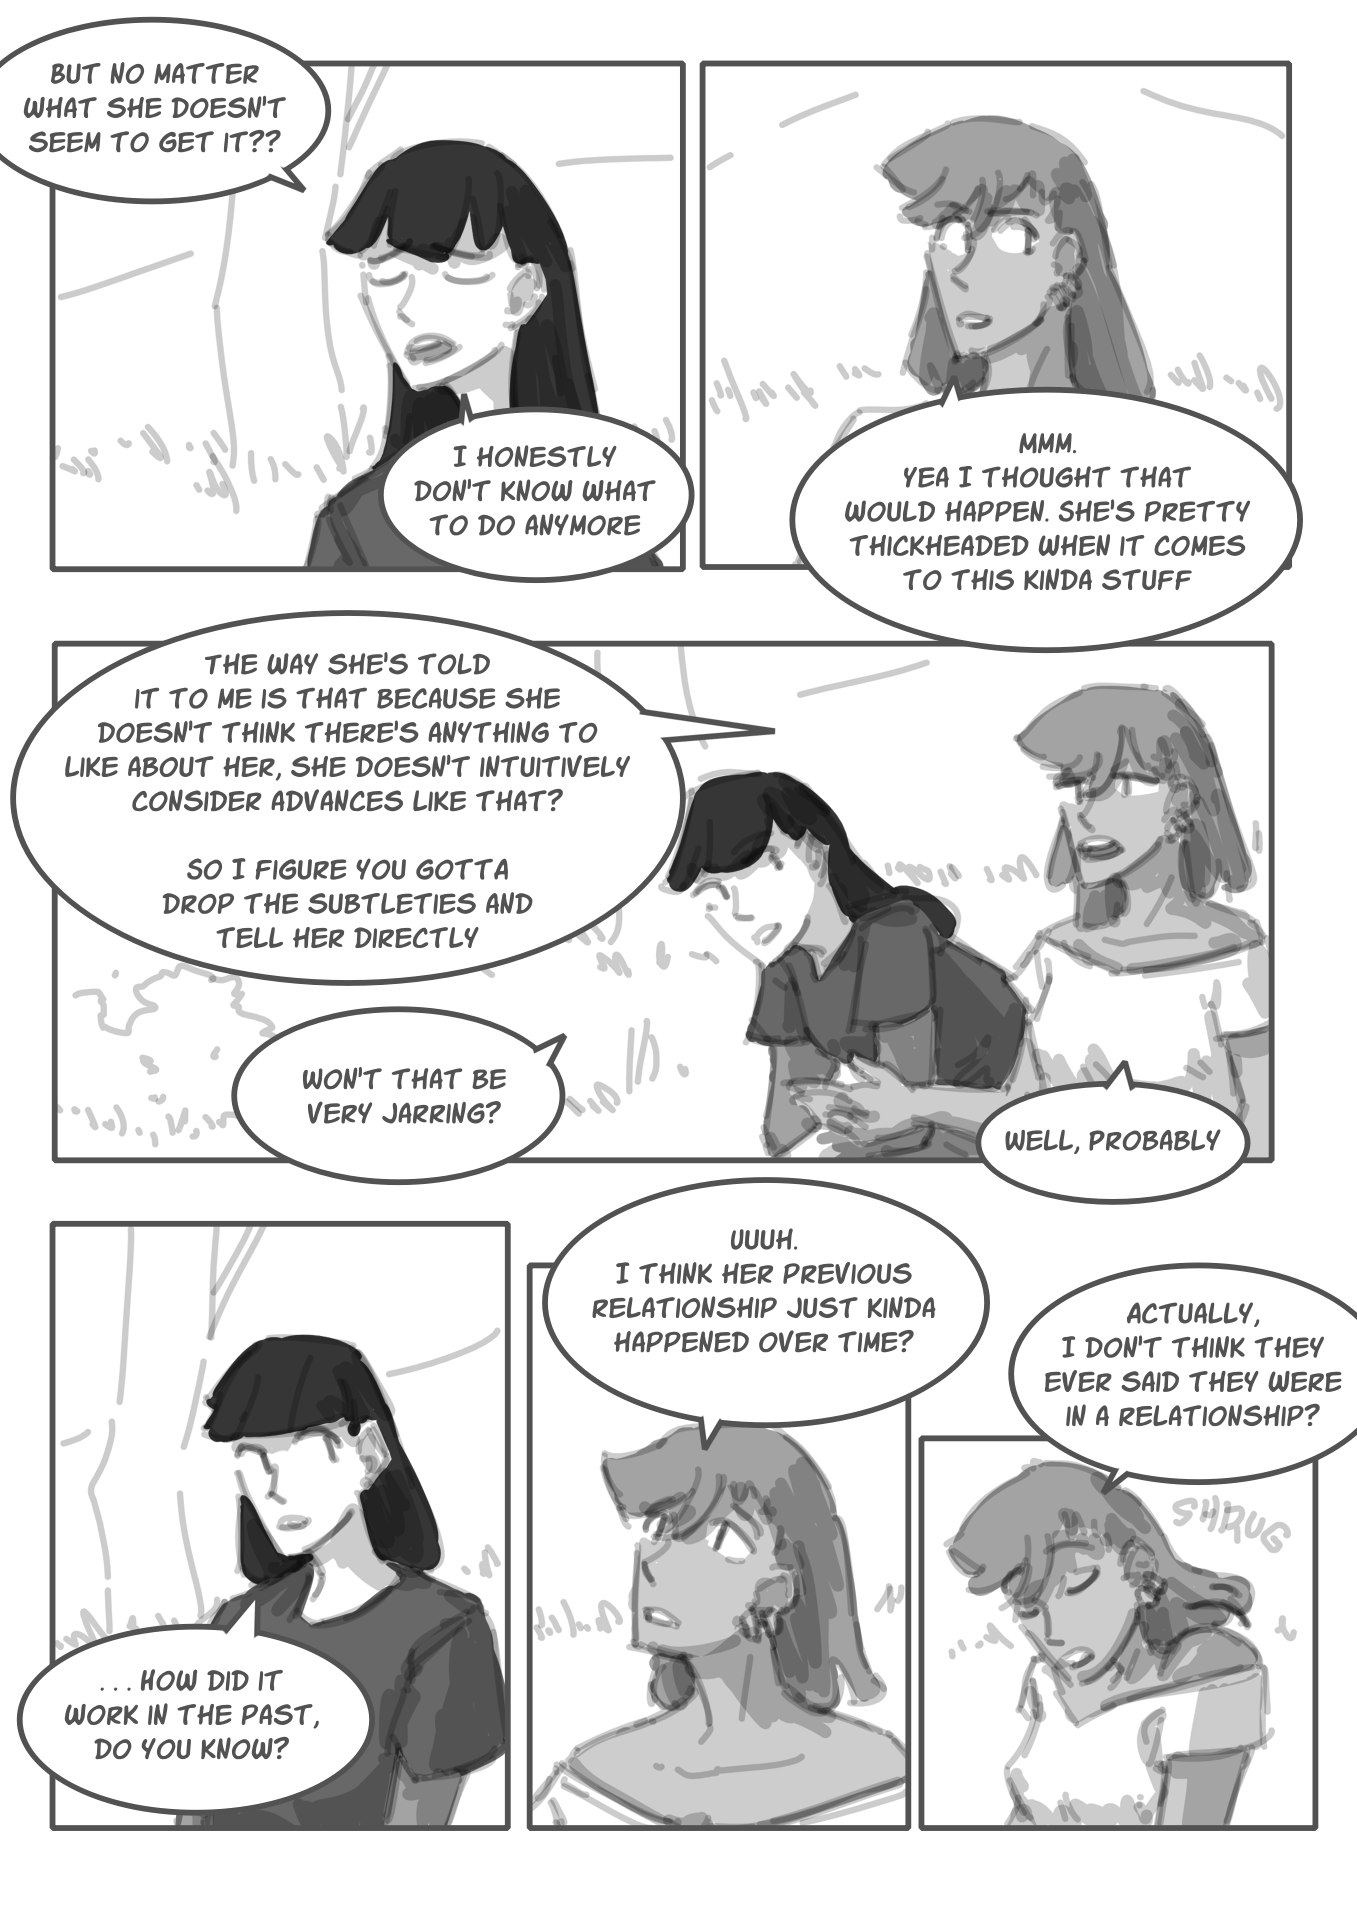 BUT NO MATTER
WHAT SHE DOESN'T
SEEM TO GET IT??
I HONESTLY
DON'T KNOW WHAT
TO DO ANYMORE
MMM.
YEA I THOUGHT THAT
WOULD HAPPEN. SHE'S PRETTY
THICKHEADED WHEN IT COMES
TO THIS KINDA STUFF
THE WAY SHE'S TOLD
IT TO ME IS THAT BECAUSE SHE
DOESN'T THINK THERE'S ANYTHING TO
LIKE ABOUT HER, SHE DOESN'T INTUITIVELY
CONSIDER ADVANCES LIKE THAT?
SO I FIGURE YOU GOTTA
DROP THE SUBTLETIES AND
TELL HER DIRECTLY
WON'T THAT BE
VERY JARRING?
WELL, PROBABLY
...HOW DID IT
WORK IN THE PAST,
DO YOU KNOW?
UUUH.
I THINK HER PREVIOUS
RELATIONSHIP JUST KINDA
HAPPENED OVER TIME?
ACTUALLY,
I DON'T THINK THEY
EVER SAID THEY WERE
IN A RELATIONSHIP?
SHRUG